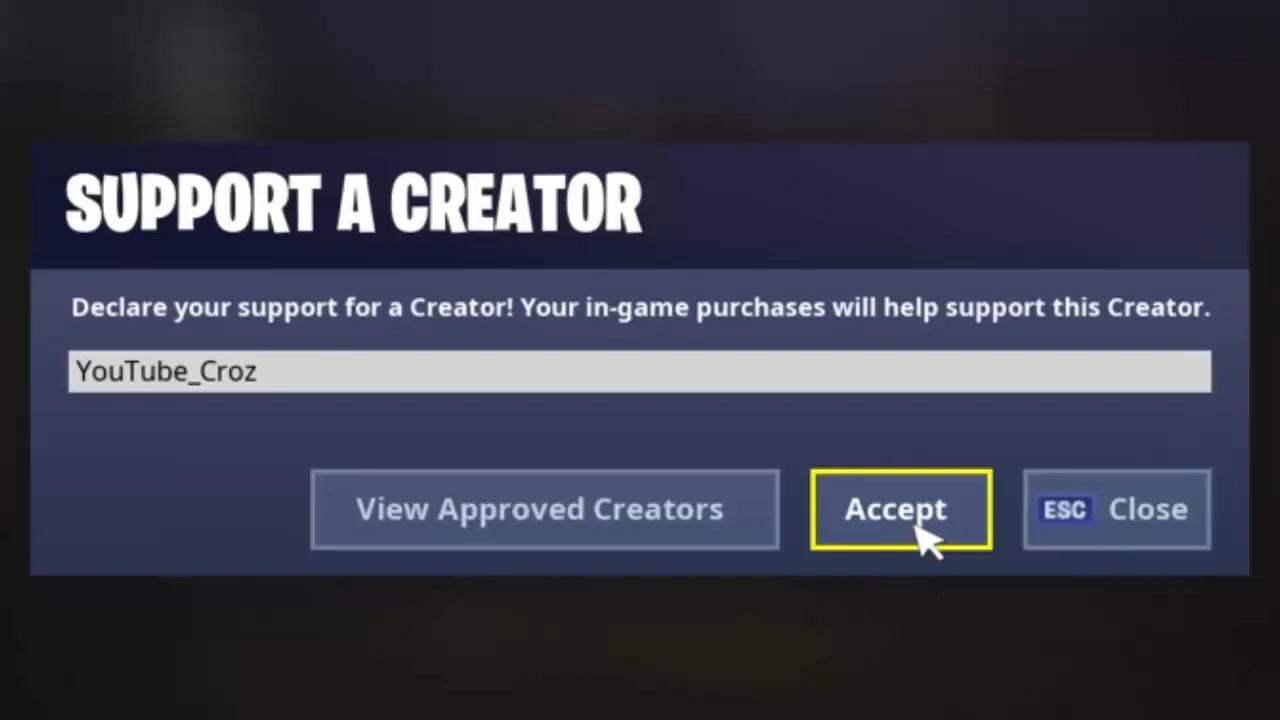 SUPPORT A CREATOR
Declare your support for a Creator! Your in-game purchases will help support this Creator.
YouTube_Croz
View Approved Creators
Accept
ESC Close